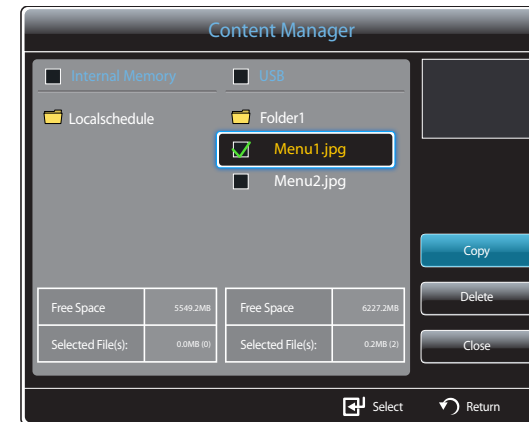 Content Manager
Internal Memory
USB
Localschedule
Folder1
Menu1.jpg
Menu2.jpg
Copy
Delete
Close
Free Space 5549.2MB
Selected File(s): 0.0MB (0)
Free Space 6227.2MB
Selected File(s): 0.2MB (2)
Select
Return